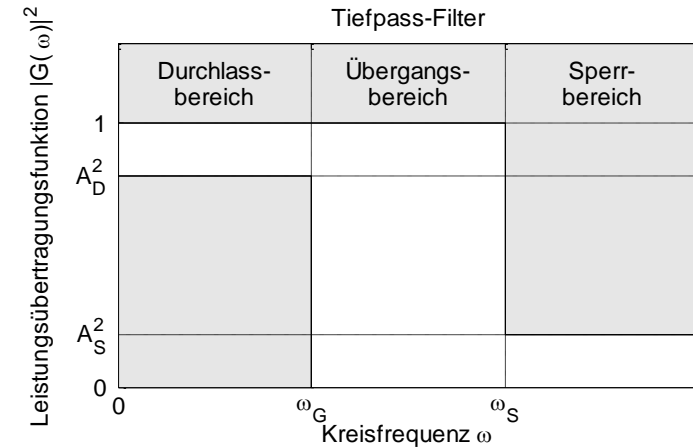 Tiefpass-Filter
Leistungsübertragungsfunktion |G( ω)|²
Durchlass-
bereich
Übergangs-
bereich
Sperr-
bereich
1
A_D^2
A_S^2
0
0
ω_G
ω_S
Kreisfrequenz ω